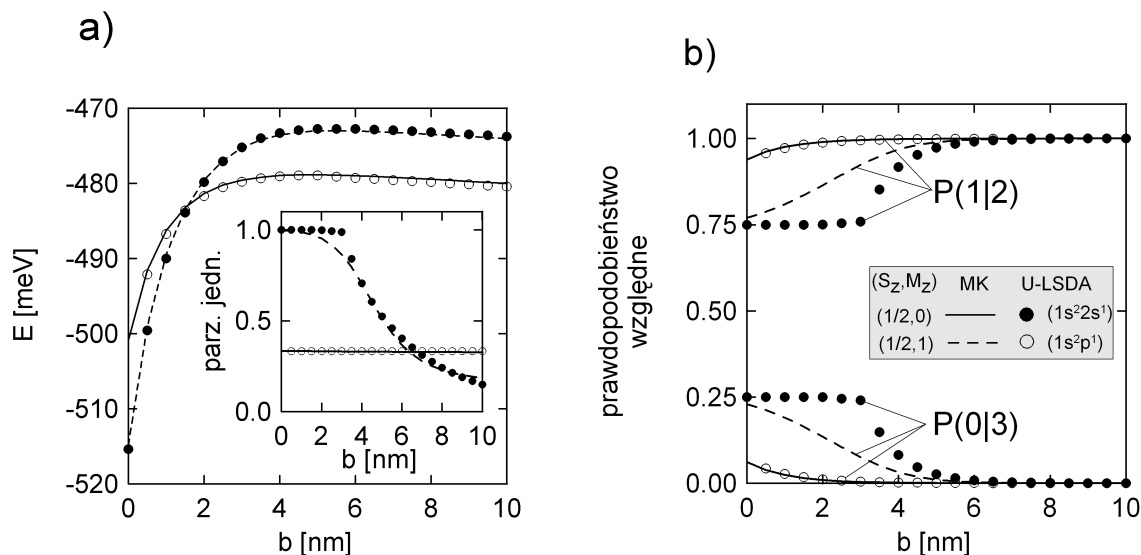 a)
E [meV]
-470
-480
-490
-500
-510
-520
0 2 4 6 8 10
b [nm]
parz. jedn.
1.0
0.5
0.0
0 2 4 6 8 10
b [nm]
b)
prawdopodobieństwo
względne
1.00
0.75
0.50
0.25
0.00
P(1|2)
(Sz,Mz) MK U-LSDA
(1/2,0) (1s²2s¹)
(1/2,1) (1s²p¹)
P(0|3)
0 2 4 6 8 10
b [nm]